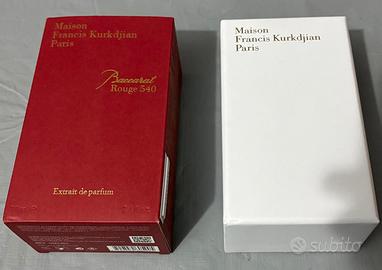 Maison
Francis Kurkdjian
Paris
Baccarat
Rouge 540
Extrait de parfum
Maison
Francis Kurkdjian
Paris
subito